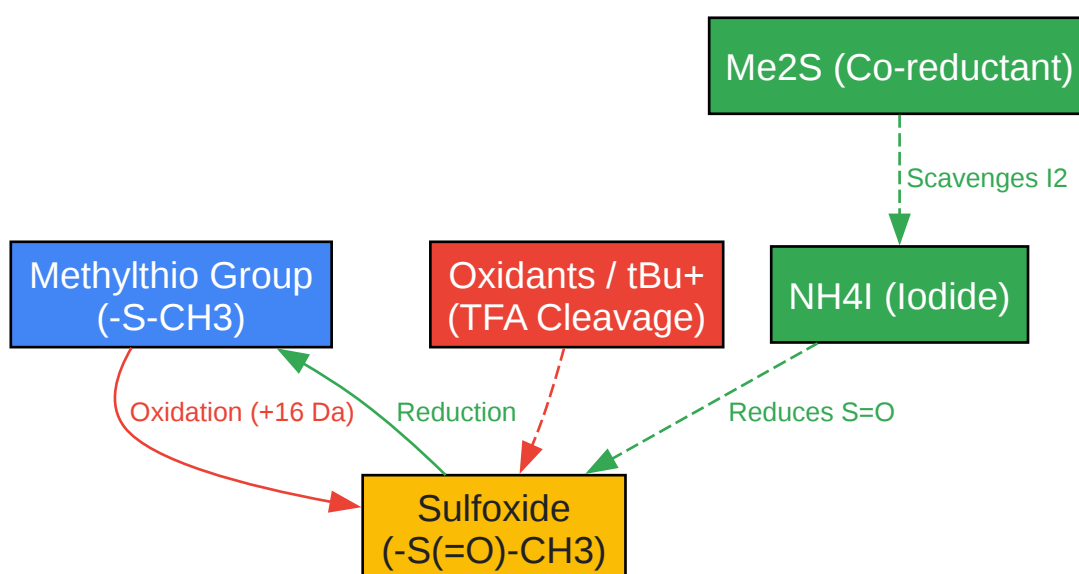 Me2S (Co-reductant)
Scavenges I2
Methylthio Group
(-S-CH3)
Oxidants / tBu+
(TFA Cleavage)
NH4I (Iodide)
Oxidation (+16 Da)
Reduction
Reduces S=O
Sulfoxide
(-S(=O)-CH3)